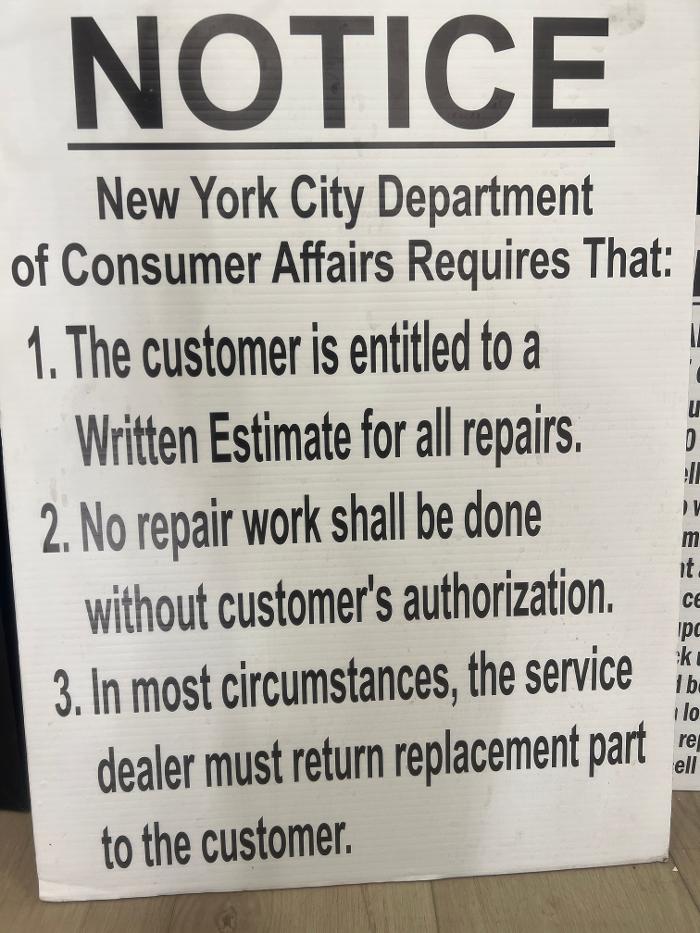 NOTICE
New York City Department
of Consumer Affairs Requires That:
1. The customer is entitled to a
Written Estimate for all repairs.
2. No repair work shall be done
without customer's authorization.
3. In most circumstances, the service
dealer must return replacement part
to the customer.